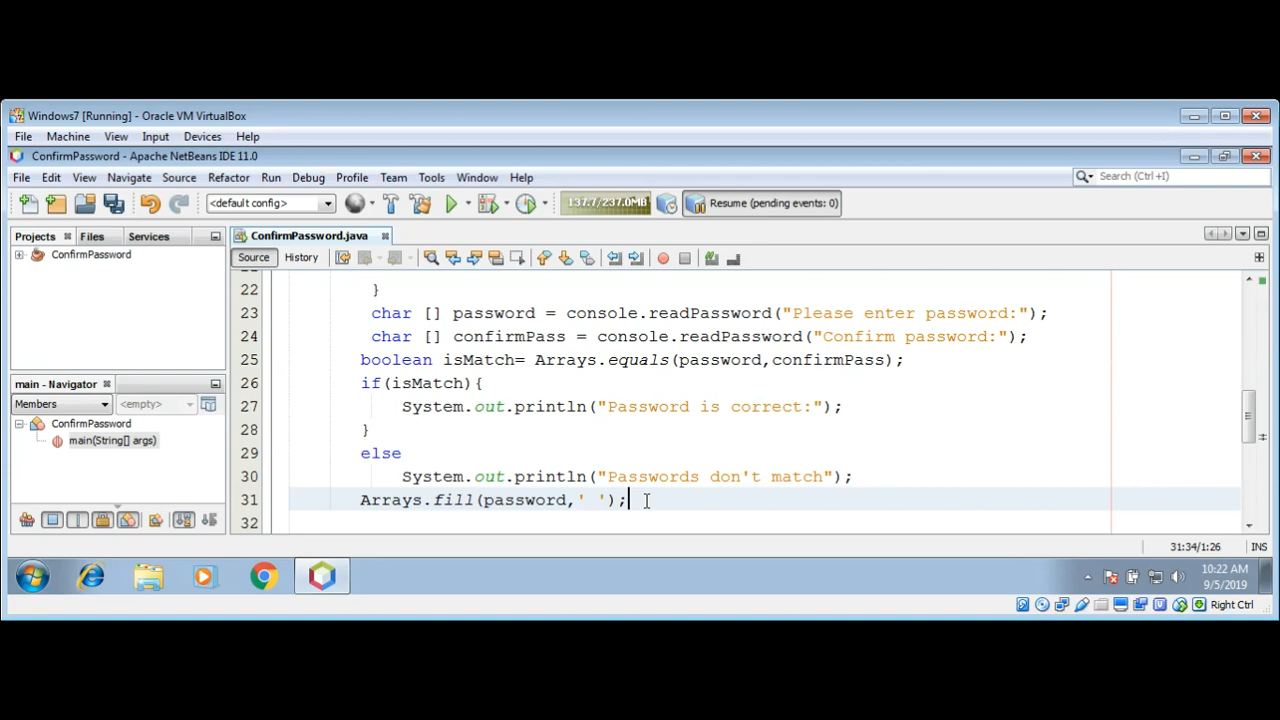 Windows7 [Running] - Oracle VM VirtualBox
File Machine View Input Devices Help
ConfirmPassword - Apache NetBeans IDE 11.0
File Edit View Navigate Source Refactor Run Debug Profile Team Tools Window Help
Search (Ctrl +I)
<default config>
137.7/237.0MB
Resume (pending events: 0)
Projects Files Services
ConfirmPassword.java
ConfirmPassword
Source History
22 }
23 char [] password = console.readPassword("Please enter password:");
24 char [] confirmPass = console.readPassword("Confirm password:");
25 boolean isMatch= Arrays.equals(password,confirmPass);
26 if(isMatch){
27 System.out.println("Password is correct:");
28 }
29 else
30 System.out.println("Passwords don't match");
31 Arrays.fill(password,' ');
32
main - Navigator
Members <empty>
ConfirmPassword
main(String[] args)
31:34/1:26 INS
10:22 AM
9/5/2019
Right Ctrl